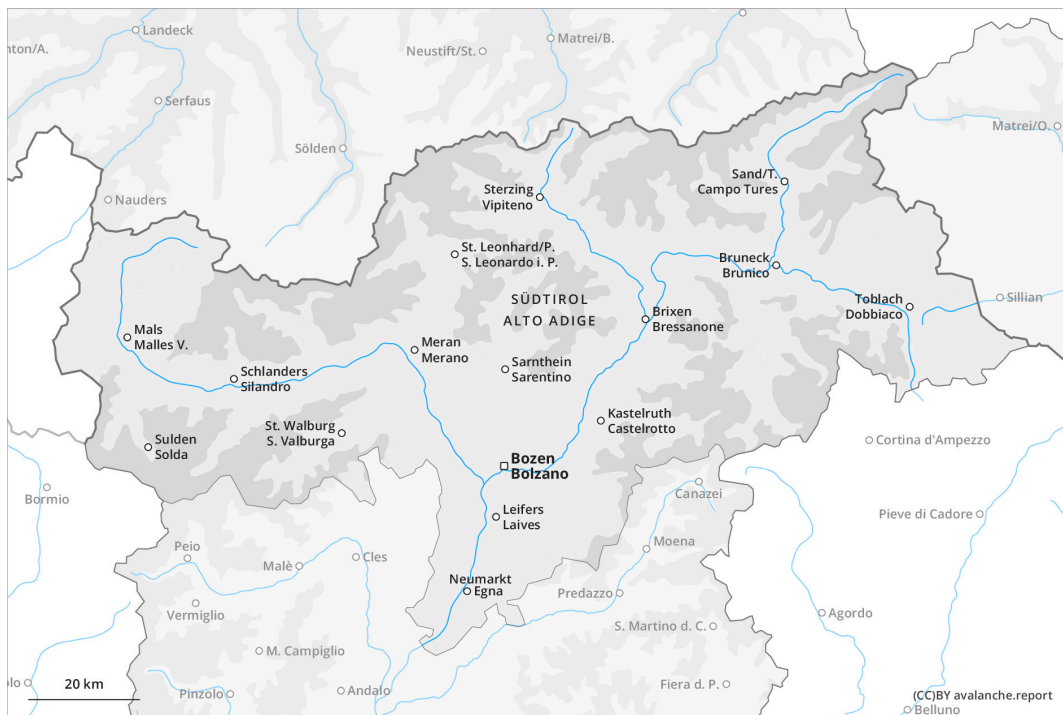 Landeck
nton/A.
Neustift/St.
Matrei/B.
Serfaus
Matrei/O.
Sölden
Sand/T.
Campo Tures
Sterzing
Vipiteno
Nauders
St. Leonhard/P.
S. Leonardo i. P.
Bruneck
Brunico
SÜDTIROL
ALTO ADIGE
Toblach
Dobbiaco
Sillian
Brixen
Bressanone
Mals
Malles V.
Meran
Merano
Sarnthein
Sarentino
Schlanders
Silandro
Kastelruth
Castelrotto
St. Walburg
S. Valburga
Sulden
Solda
Cortina d'Ampezzo
Bozen
Bolzano
Bormio
Canazei
Leifers
Laives
Pieve di Cadore
Peio
Moena
Cles
Malè
Neumarkt
Egna
Predazzo
Vermiglio
Agordo
S. Martino d. C.
M. Campiglio
20 km
olo
Pinzolo
Andalo
Fiera d. P.
(CC)BY avalanche.report
Belluno